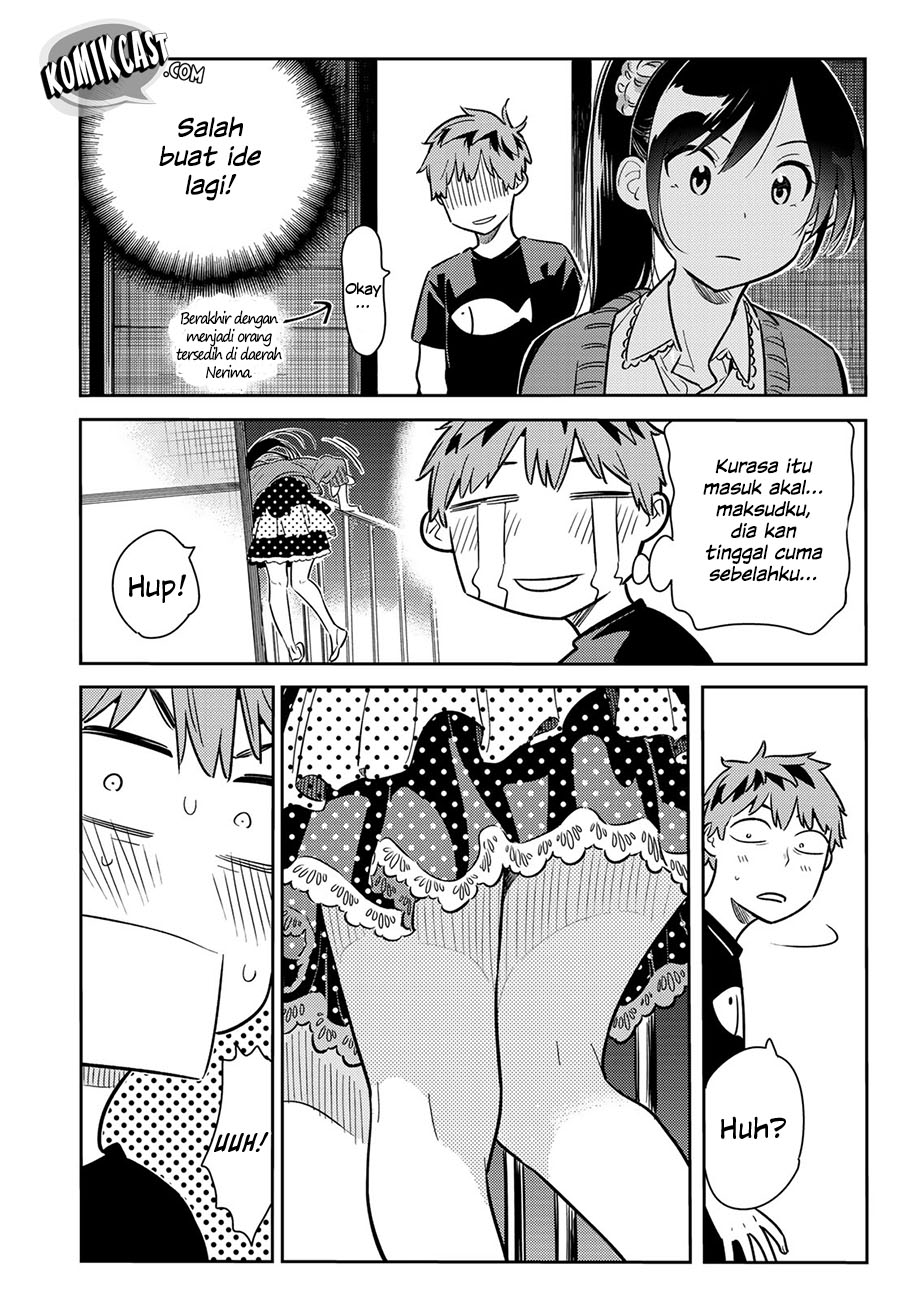 KOMIKCAST
.COM
Salah
buat ide
lagi!
Okay
...
Berakhir dengan
menjadi orang
tersedih di daerah
Nerima
Kurasa itu
masuk akal...
maksudku,
dia kan
tinggal cuma
sebelahku...
Hup!
Huh?
UUH!